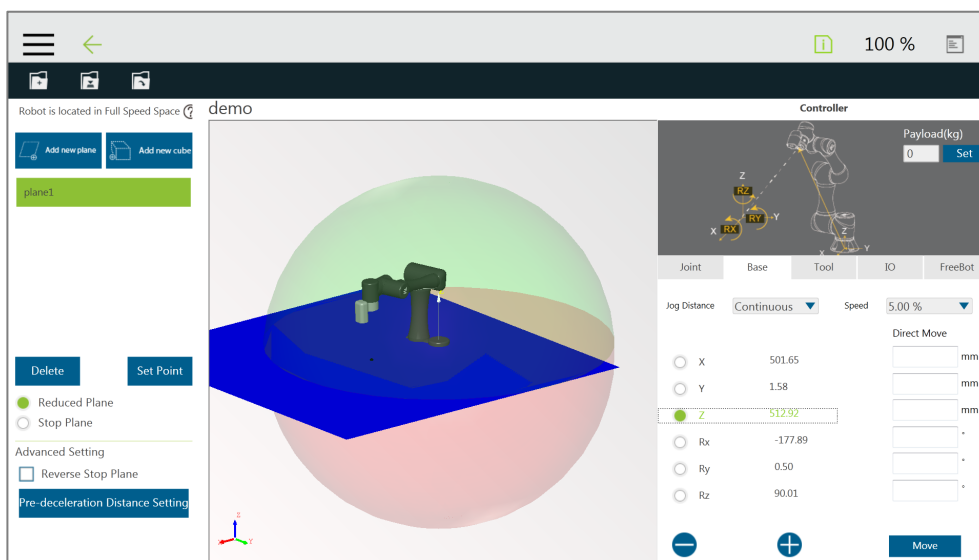 100 %
Robot is located in Full Speed Space ?
demo
Controller
Add new plane
Add new cube
plane1
Payload(kg)
0
Set
Z
RZ
RY
Y
X
RX
Z
X
Y
Joint
Base
Tool
IO
FreeBot
Jog Distance
Continuous
Speed
5.00 %
Direct Move
X 501.65 mm
Y 1.58 mm
Z 512.92 mm
Rx -177.89 °
Ry 0.50 °
Rz 90.01 °
Delete
Set Point
Reduced Plane
Stop Plane
Advanced Setting
Reverse Stop Plane
Pre-deceleration Distance Setting
Z
X
Y
Move